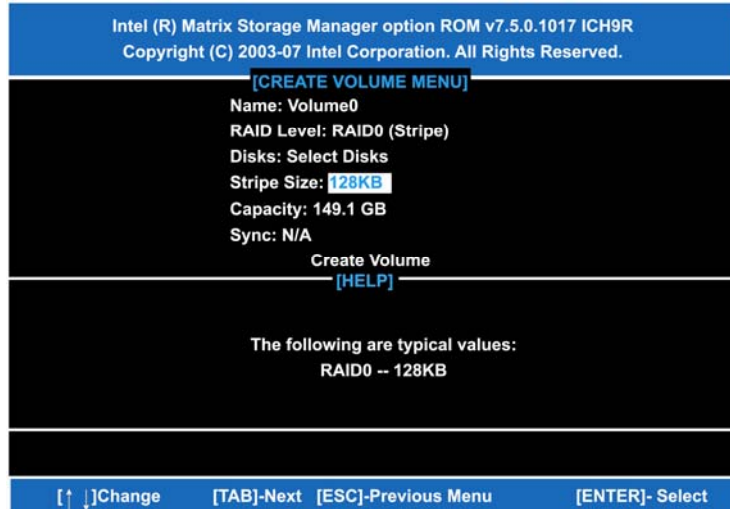 Intel (R) Matrix Storage Manager option ROM v7.5.0.1017 ICH9R
Copyright (C) 2003-07 Intel Corporation. All Rights Reserved.
[CREATE VOLUME MENU]
Name: Volume0
RAID Level: RAID0 (Stripe)
Disks: Select Disks
Stripe Size: 128KB
Capacity: 149.1 GB
Sync: N/A
Create Volume
[HELP]
The following are typical values:
RAID0 -- 128KB
[↑ ↓]Change [TAB]-Next [ESC]-Previous Menu [ENTER]- Select